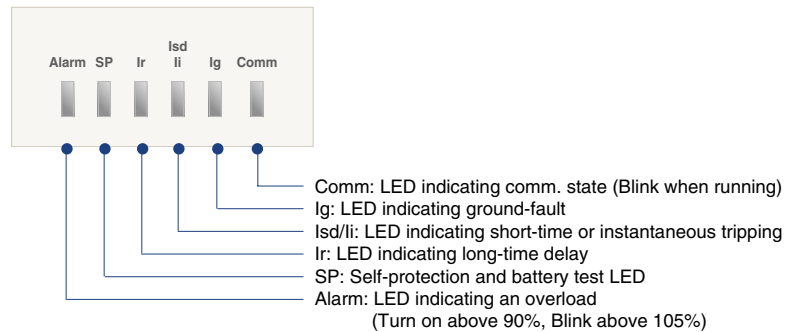 Isd
Alarm SP Ir Ii Ig Comm
Comm: LED indicating comm. state (Blink when running)
Ig: LED indicating ground-fault
Isd/Ii: LED indicating short-time or instantaneous tripping
Ir: LED indicating long-time delay
SP: Self-protection and battery test LED
Alarm: LED indicating an overload
(Turn on above 90%, Blink above 105%)